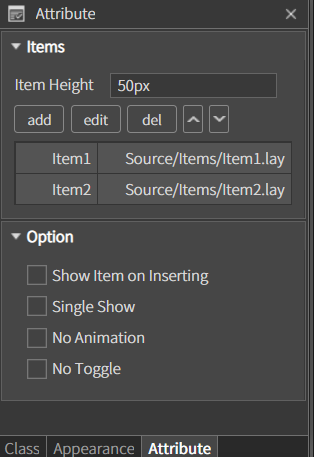 Attribute
Items
Item Height 50px
add edit del
Item1 Source/Items/Item1.lay
Item2 Source/Items/Item2.lay
Option
Show Item on Inserting
Single Show
No Animation
No Toggle
Class Appearance Attribute